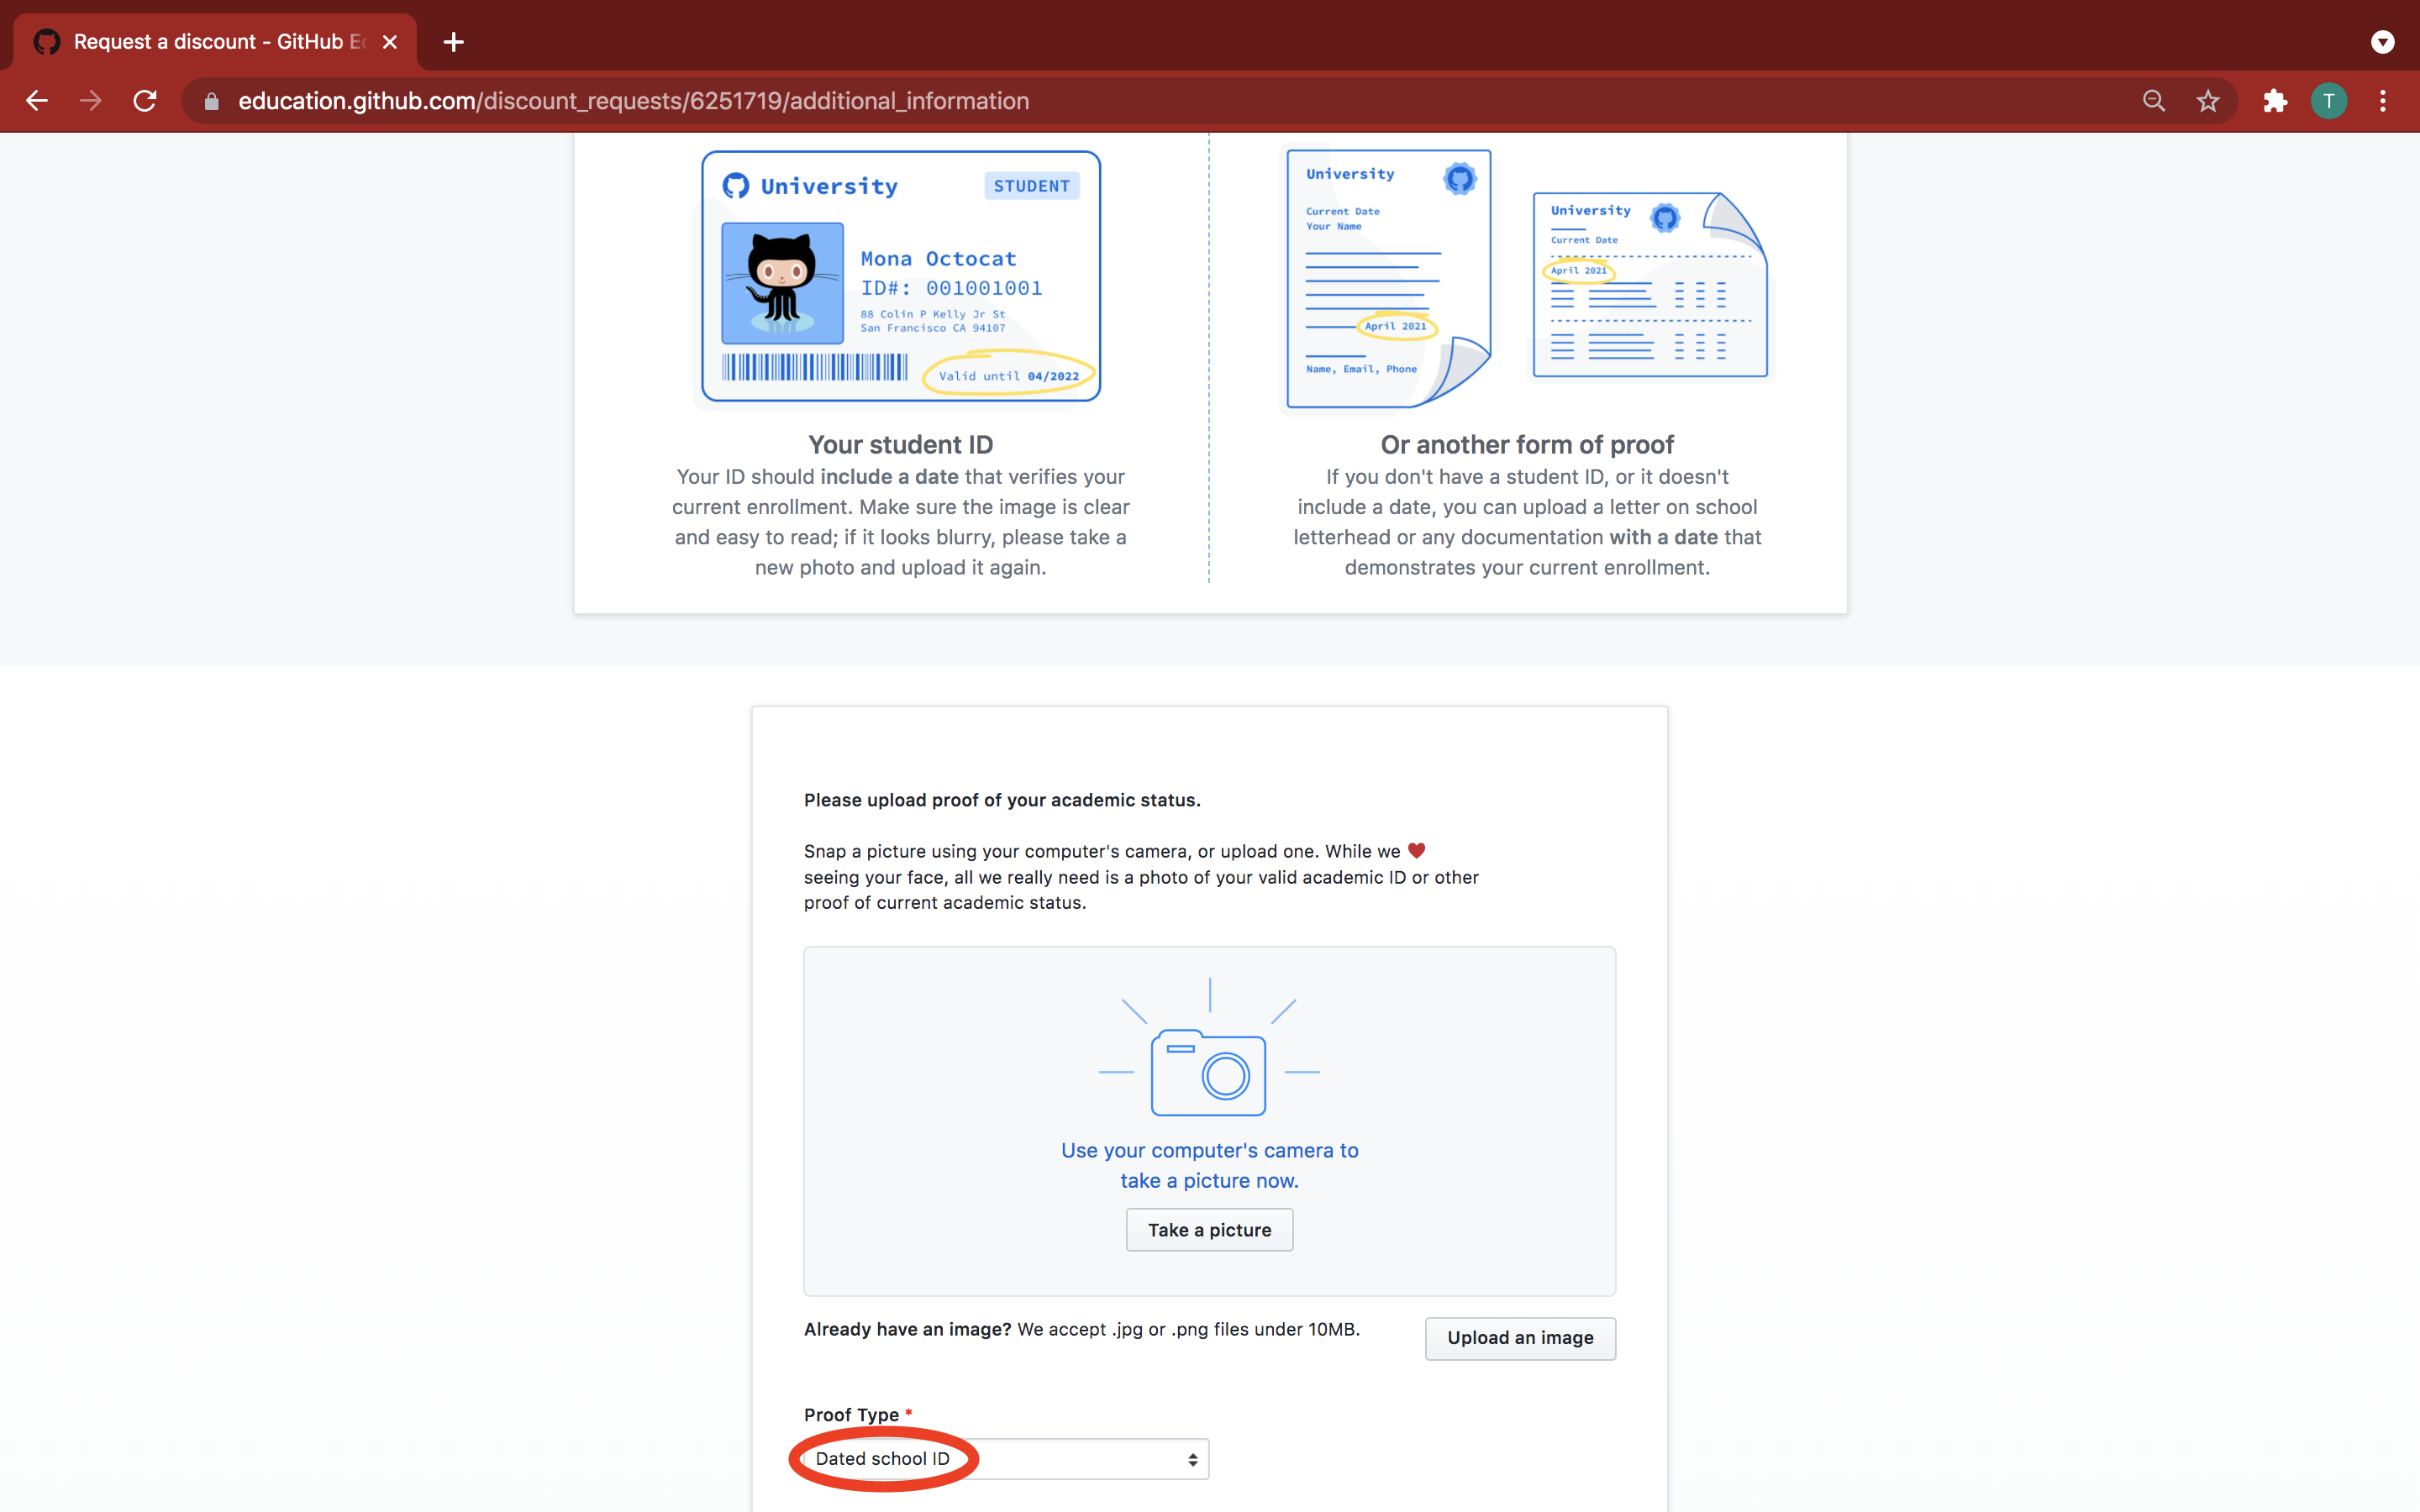 Request a discount - GitHub Ed
education.github.com/discount_requests/6251719/additional_information
T
University
STUDENT
Mona Octocat
ID#: 001001001
88 Colin P Kelly Jr St
San Francisco CA 94107
Valid until 04/2022
University
Current Date
Your Name
April 2021
Name, Email, Phone
University
Current Date
April 2021
Your student ID
Your ID should include a date that verifies your
current enrollment. Make sure the image is clear
and easy to read; if it looks blurry, please take a
new photo and upload it again.
Or another form of proof
If you don't have a student ID, or it doesn't
include a date, you can upload a letter on school
letterhead or any documentation with a date that
demonstrates your current enrollment.
Please upload proof of your academic status.
Snap a picture using your computer's camera, or upload one. While we ❤
seeing your face, all we really need is a photo of your valid academic ID or other
proof of current academic status.
Use your computer's camera to
take a picture now.
Take a picture
Already have an image? We accept .jpg or .png files under 10MB.
Upload an image
Proof Type *
Dated school ID